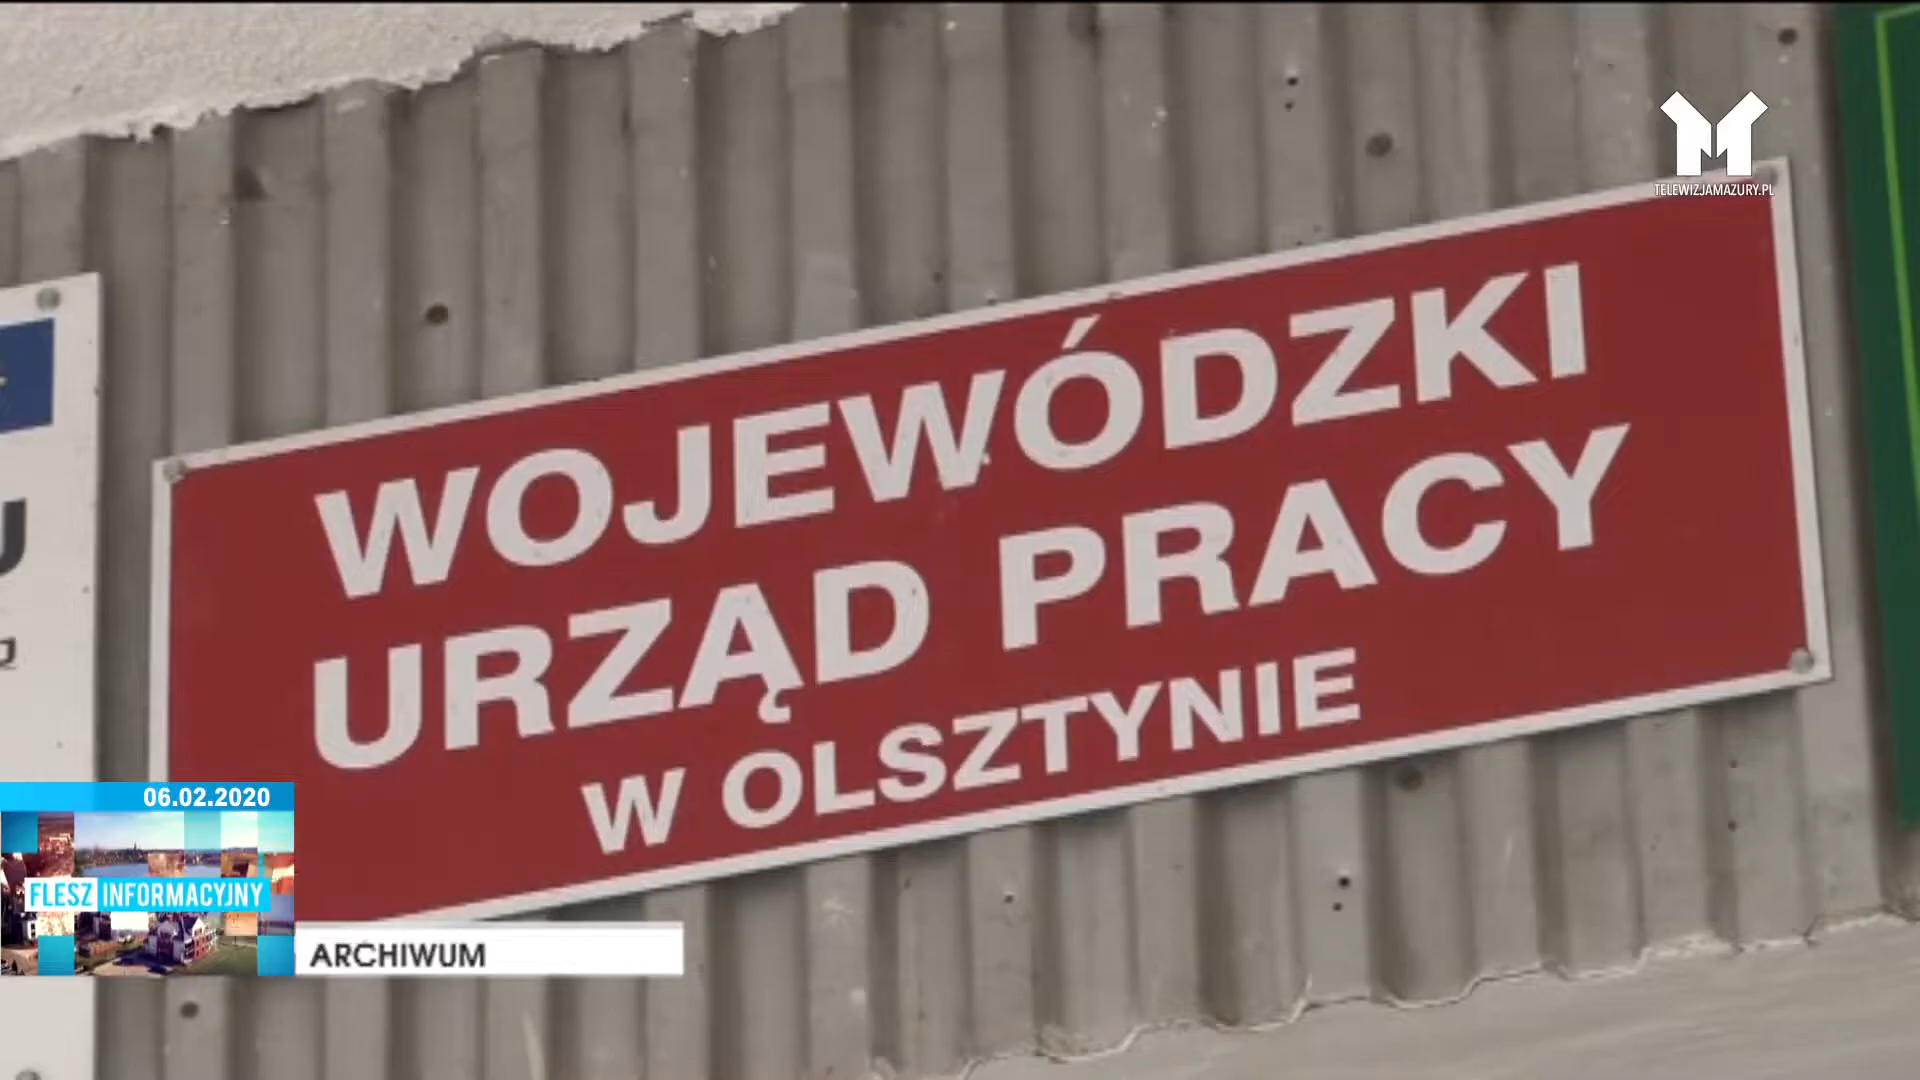 TELEWIZJAMAZURY.PL
WOJEWÓDZKI
URZĄD PRACY
W OLSZTYNIE
06.02.2020
FLESZ INFORMACYJNY
ARCHIWUM